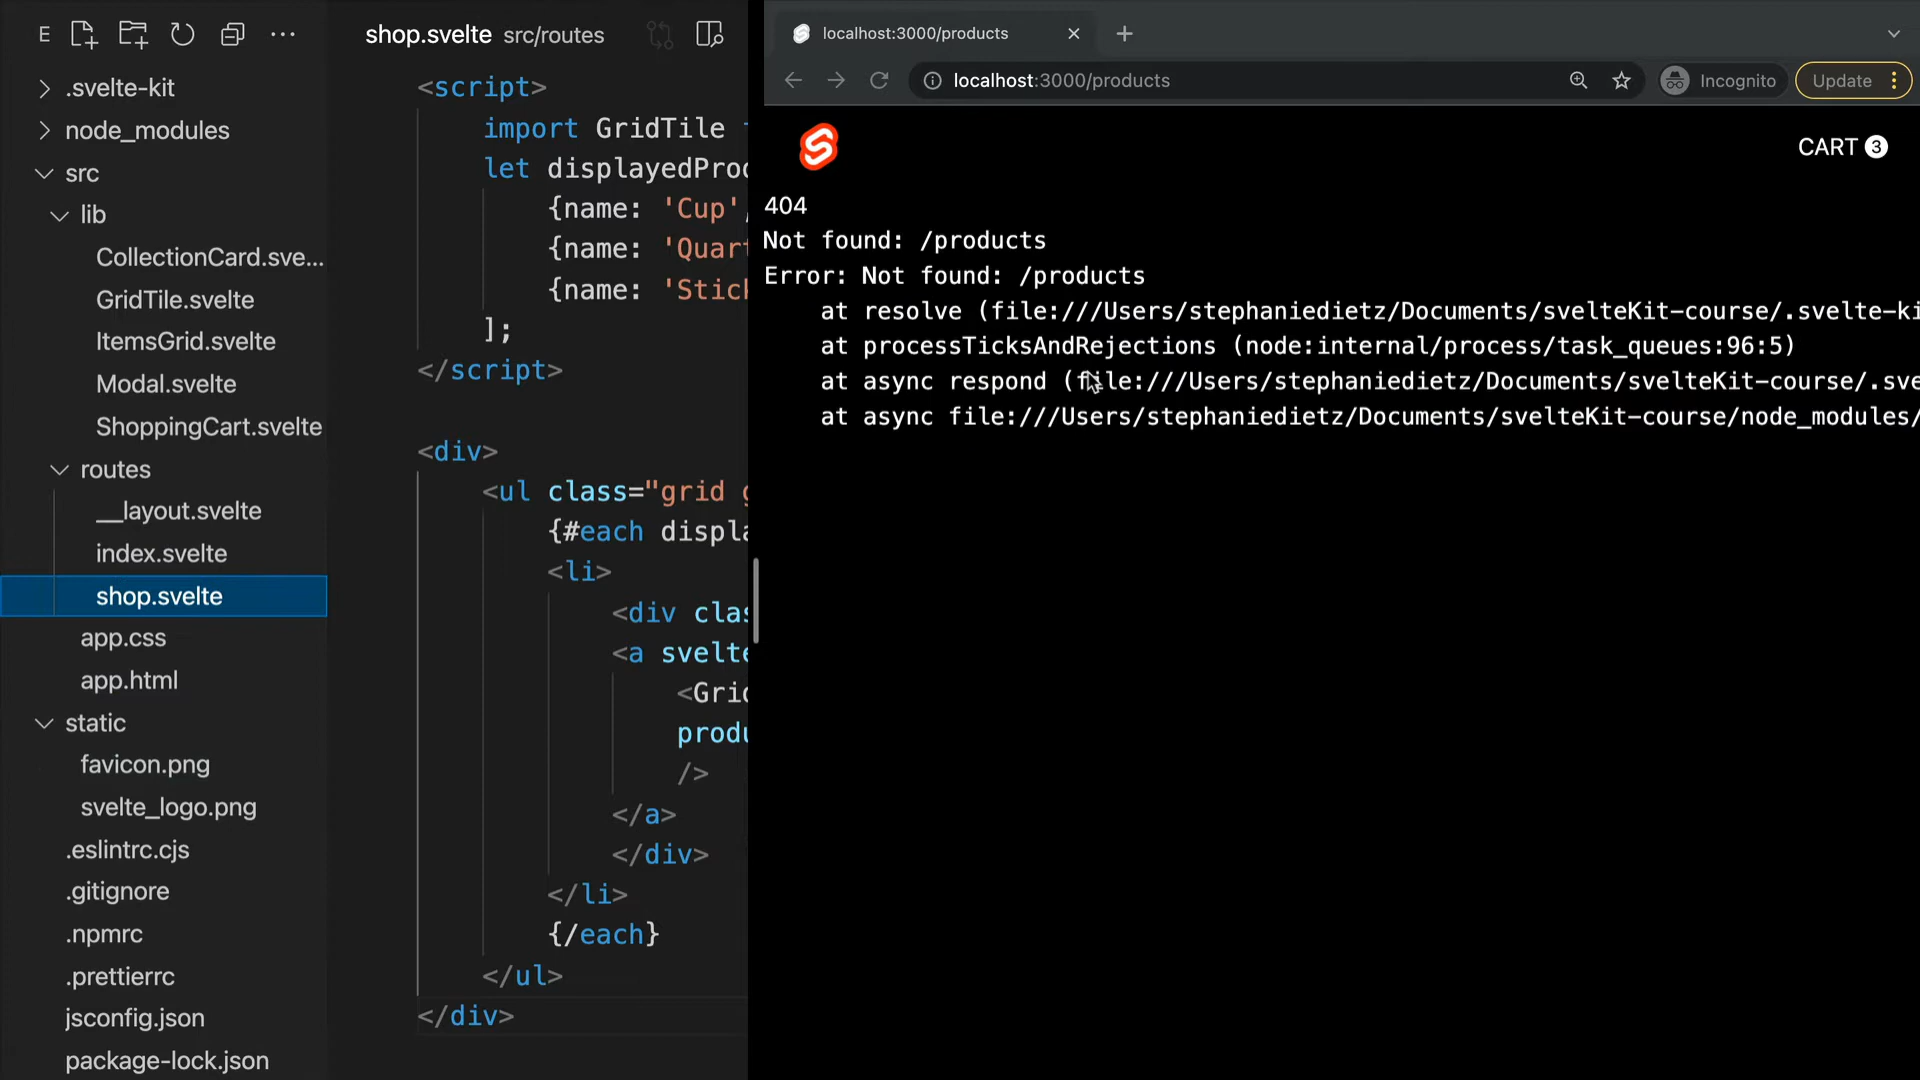 E
.svelte-kit
node_modules
src
lib
CollectionCard.sve...
GridTile.svelte
ItemsGrid.svelte
Modal.svelte
ShoppingCart.svelte
routes
__layout.svelte
index.svelte
shop.svelte
app.css
app.html
static
favicon.png
svelte_logo.png
.eslintrc.cjs
.gitignore
.npmrc
.prettierrc
jsconfig.json
package-lock.json
shop.svelte src/routes
<script>
import GridTile
let displayedProd
{name: 'Cup',
{name: 'Quart
{name: 'Stick
];
</script>
<div>
<ul class="grid g
{#each displa
<li>
<div clas
<a svelte
<Grid
produ
/>
</a>
</div>
</li>
{/each}
</ul>
</div>
localhost:3000/products
localhost:3000/products
Incognito
Update
CART 3
404
Not found: /products
Error: Not found: /products
at resolve (file:///Users/stephaniedietz/Documents/svelteKit-course/.svelte-ki
at processTicksAndRejections (node:internal/process/task_queues:96:5)
at async respond (file:///Users/stephaniedietz/Documents/svelteKit-course/.sve
at async file:///Users/stephaniedietz/Documents/svelteKit-course/node_modules/